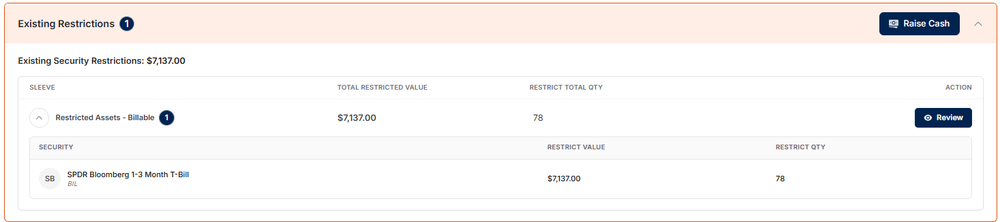 Existing Restrictions 1 Raise Cash
Existing Security Restrictions: $7,137.00
SLEEVE TOTAL RESTRICTED VALUE RESTRICT TOTAL QTY ACTION
Restricted Assets - Billable 1 $7,137.00 78 Review
SECURITY RESTRICT VALUE RESTRICT QTY
SB SPDR Bloomberg 1-3 Month T-Bill $7,137.00 78
BIL